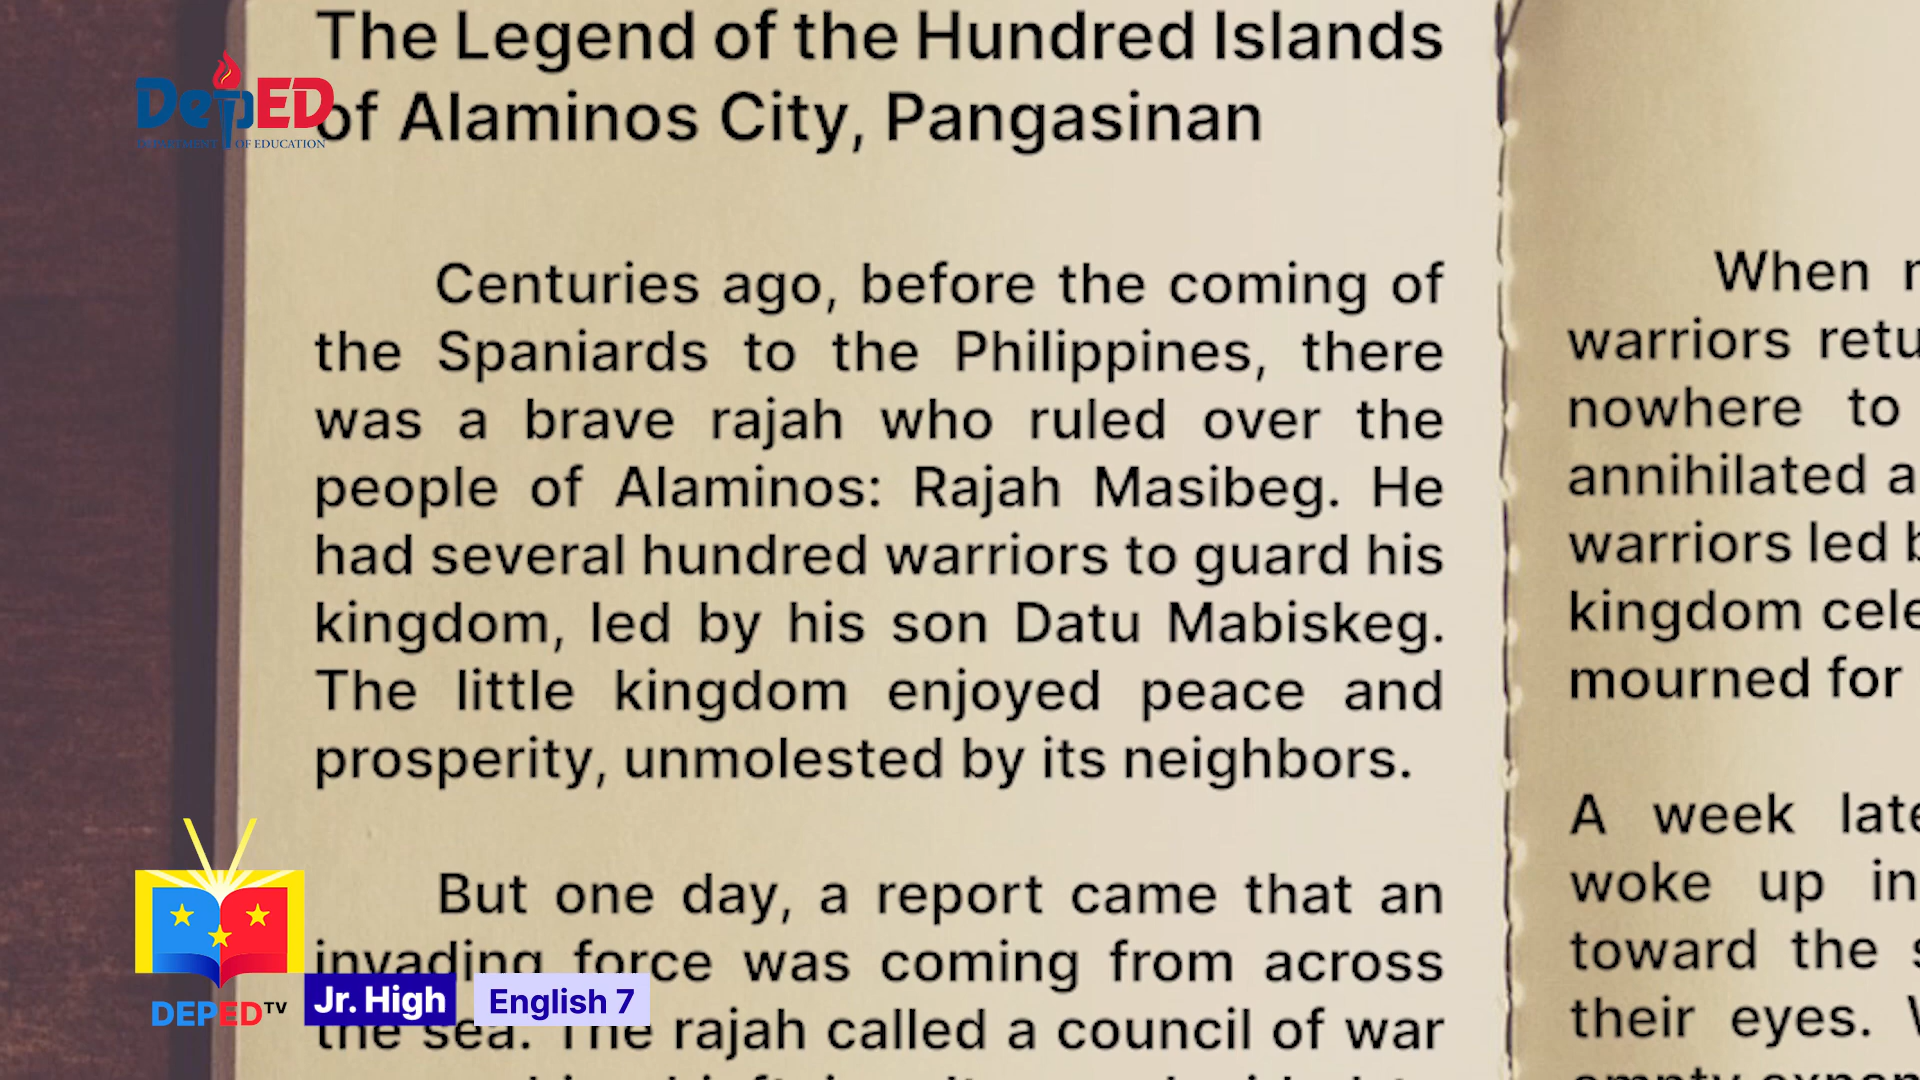 The Legend of the Hundred Islands
of Alaminos City, Pangasinan
DepED
DEPARTMENT OF EDUCATION
Centuries ago, before the coming of
the Spaniards to the Philippines, there
was a brave rajah who ruled over the
people of Alaminos: Rajah Masibeg. He
had several hundred warriors to guard his
kingdom, led by his son Datu Mabiskeg.
The little kingdom enjoyed peace and
prosperity, unmolested by its neighbors.
But one day, a report came that an
invading force was coming from across
the sea. The rajah called a council of war
When
warriors
nowhere to
annihilated
warriors led
kingdom
mourned for
A week
woke up in
toward the
their eyes.
DEPED TV
Jr. High
English 7